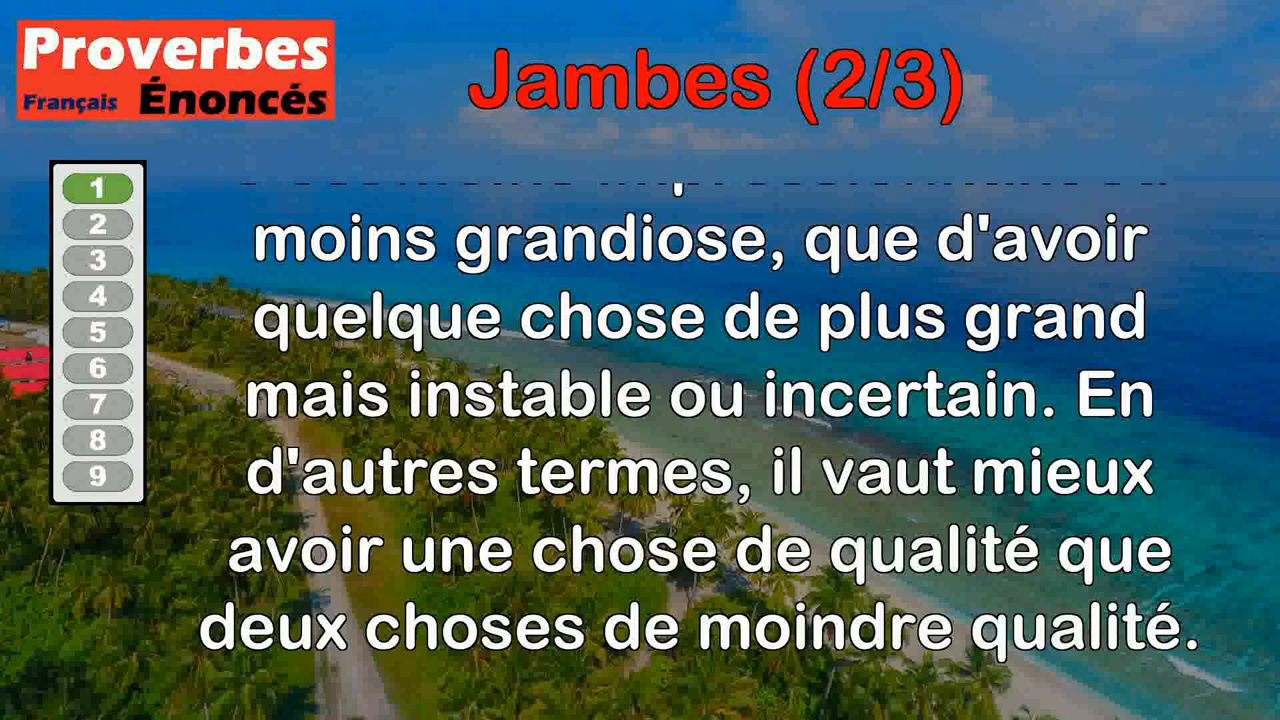 Proverbes
Français Énoncés
Jambes (2/3)
1
2
3
4
5
6
7
8
9
moins grandiose, que d'avoir
quelque chose de plus grand
mais instable ou incertain. En
d'autres termes, il vaut mieux
avoir une chose de qualité que
deux choses de moindre qualité.